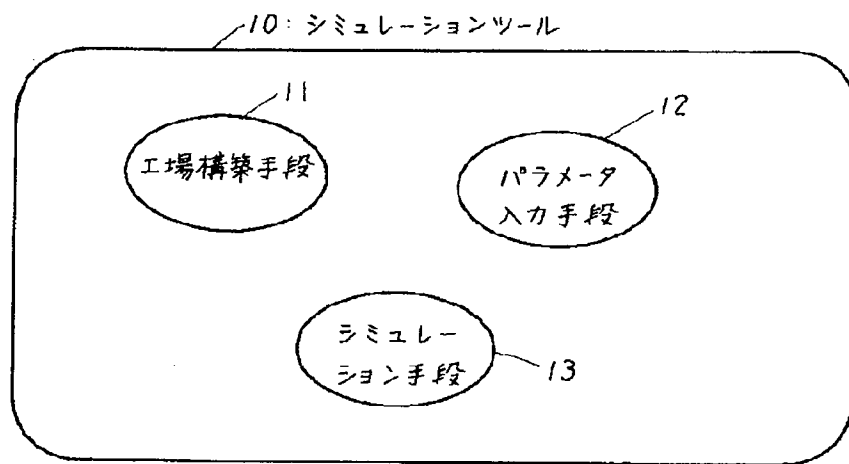 10: シミュレーションツール
11
12
工場構築手段
パラメータ
入力手段
シミュレー
ション手段
13